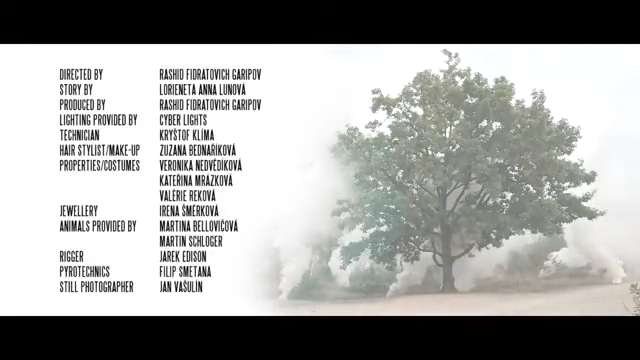 DIRECTED BY RASHID FIDRATOVICH GARIPOV
STORY BY LORIENETA ANNA LUNOVÁ
PRODUCED BY RASHID FIDRATOVICH GARIPOV
LIGHTING PROVIDED BY CYBER LIGHTS
TECHNICIAN KRYŠTOF KLÍMA
HAIR STYLIST/MAKE-UP ZUZANA BEDNAŘÍKOVÁ
PROPERTIES/COSTUMES VERONIKA NEDVĚDÍKOVÁ
KATEŘINA MRÁZKOVÁ
VALÉRIE REKOVÁ
JEWELLERY IRENA ŠMÉRKOVÁ
ANIMALS PROVIDED BY MARTINA BELLOVIČOVÁ
MARTIN SCHLOGER
RIGGER JAREK EDISON
PYROTECHNICS FILIP SMETANA
STILL PHOTOGRAPHER JAN VAŠULÍN